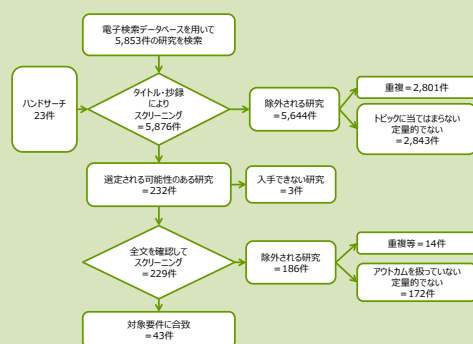 電子検索データベースを用いて
5,853件の研究を検索
ハンドサーチ
23件
タイトル・抄録
により
スクリーニング
=5,876件
除外される研究
=5,644件
重複=2,801件
トピックに当てはまらない
定量的でない
=2,843件
選定される可能性のある研究
=232件
入手できない研究
=3件
全文を確認して
スクリーニング
=229件
除外される研究
=186件
重複等=14件
アウトカムを扱っていない
定量的でない
=172件
対象要件に合致
=43件